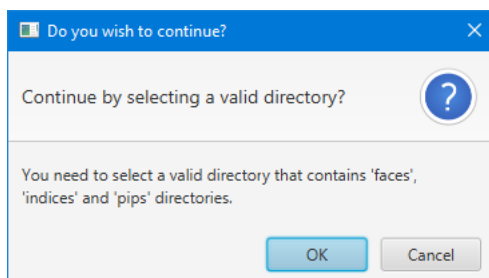 Do you wish to continue?
Continue by selecting a valid directory?
You need to select a valid directory that contains 'faces',
'indices' and 'pips' directories.
OK Cancel